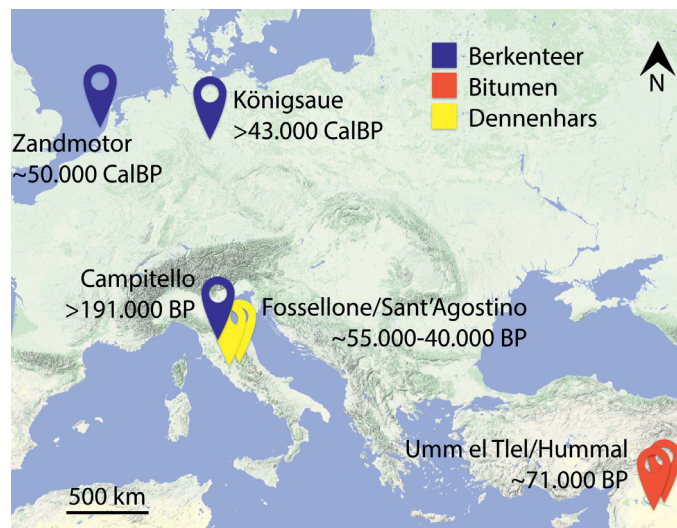 Berkenteer
Bitumen
Dennenhars
N
Königsaue
>43.000 CalBP
Zandmotor
~50.000 CalBP
Campitello
>191.000 BP
Fossellone/Sant'Agostino
~55.000-40.000 BP
Umm el Tlel/Hummal
~71.000 BP
500 km